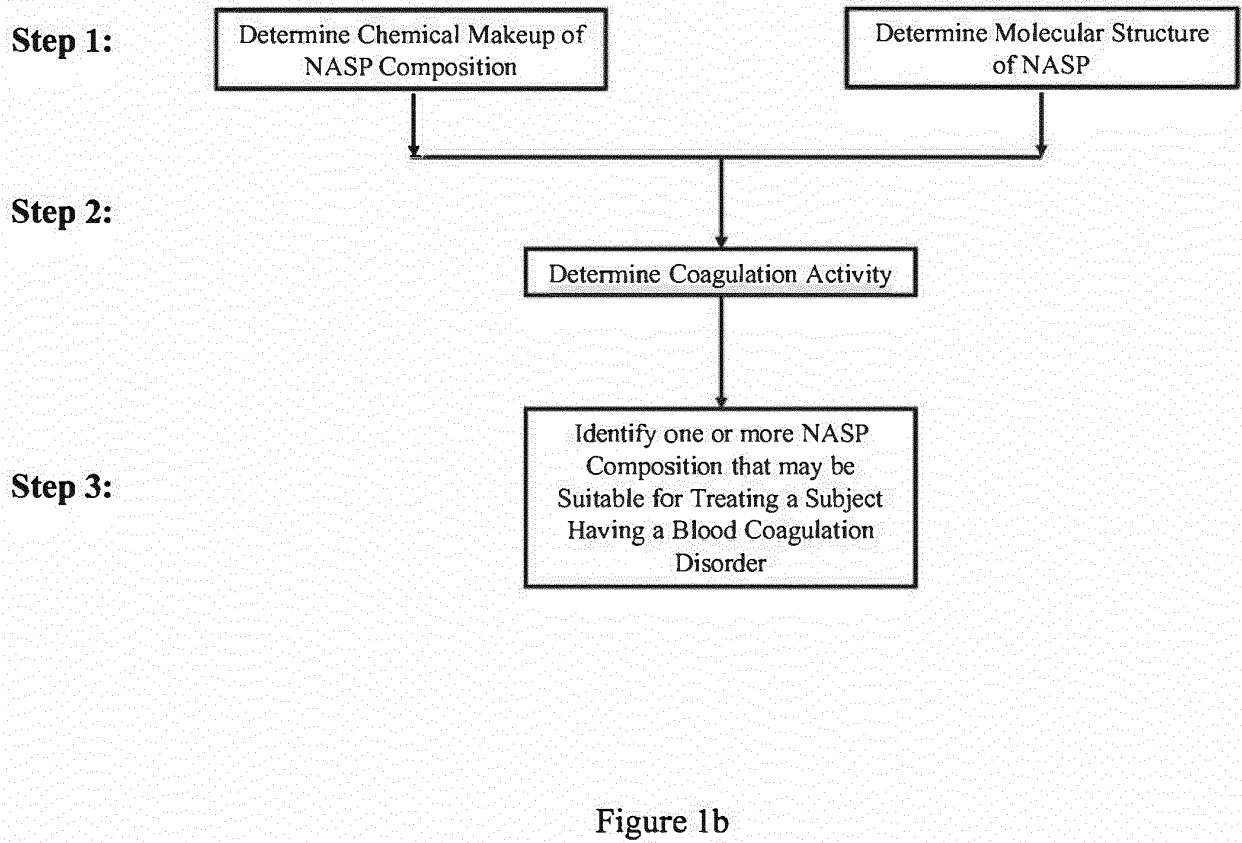 Step 1:
Determine Chemical Makeup of
NASP Composition
Determine Molecular Structure
of NASP
Step 2:
Determine Coagulation Activity
Step 3:
Identify one or more NASP
Composition that may be
Suitable for Treating a Subject
Having a Blood Coagulation
Disorder
Figure 1b